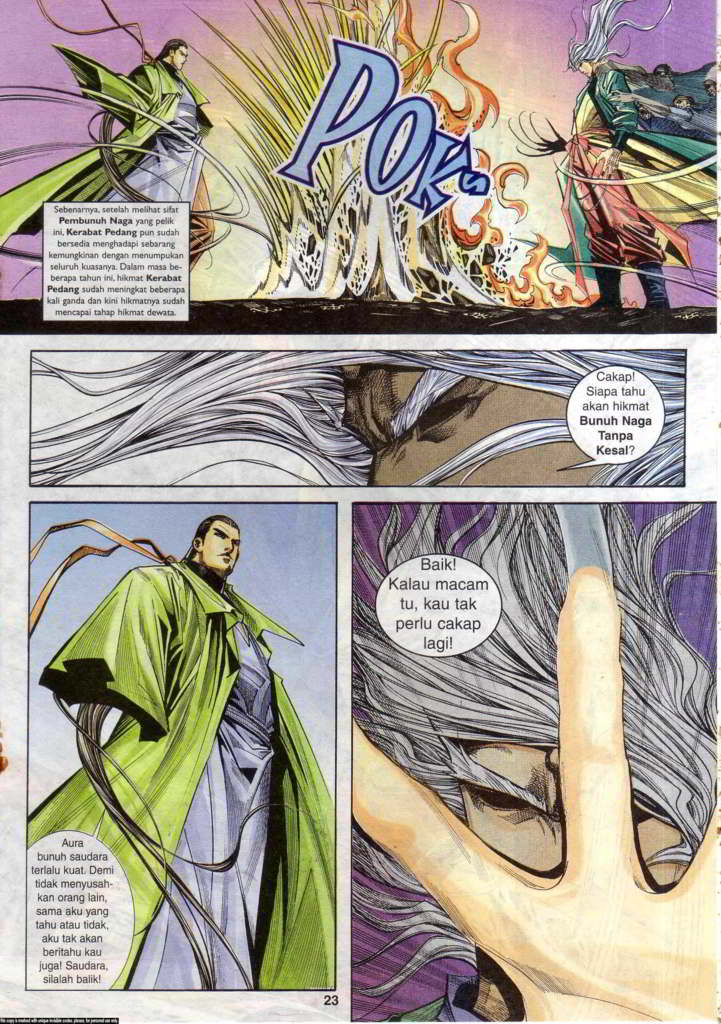 POK
Sebenarnya, setelah melihat sifat
Pembunuh Naga yang pelik
ini, Kerabat Pedang pun sudah
bersedia menghadapi sebarang
kemungkinan dengan menumpukan
seluruh kuasanya. Dalam masa be-
berapa tahun ini, hikmat Kerabat
Pedang sudah meningkat beberapa
kali ganda dan kini hikmatnya sudah
mencapai tahap hikmat dewata.
Cakap!
Siapa tahu
akan hikmat
Bunuh Naga
Tanpa
Kesal?
Aura
bunuh saudara
terlalu kuat. Demi
tidak menyusah-
kan orang lain,
sama aku yang
tahu atau tidak,
aku tak akan
beritahu kau
juga! Saudara,
silalah balik!
Baik!
Kalau macam
tu, kau tak
perlu cakap
lagi!
23